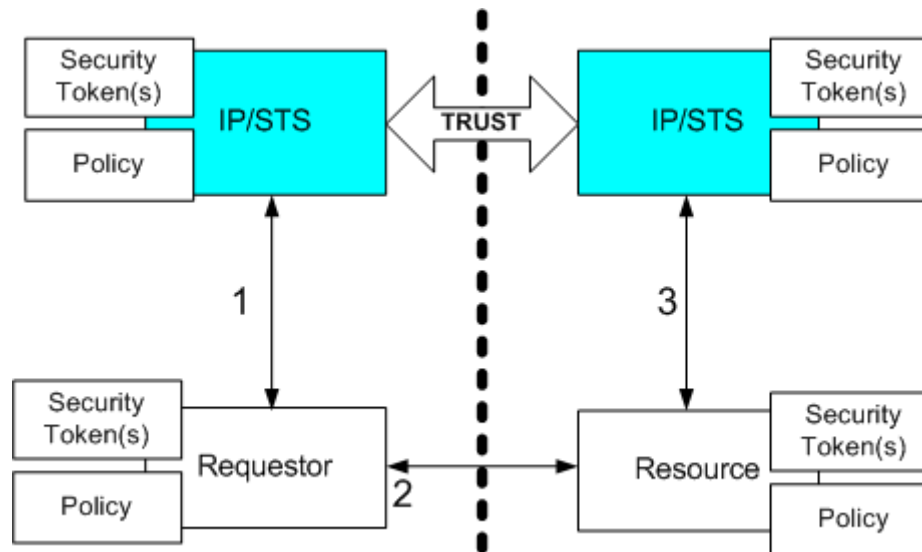 Security
Token(s)
Policy
IP/STS
TRUST
IP/STS
Security
Token(s)
Policy
1
3
Security
Token(s)
Policy
Requestor
2
Resource
Security
Token(s)
Policy